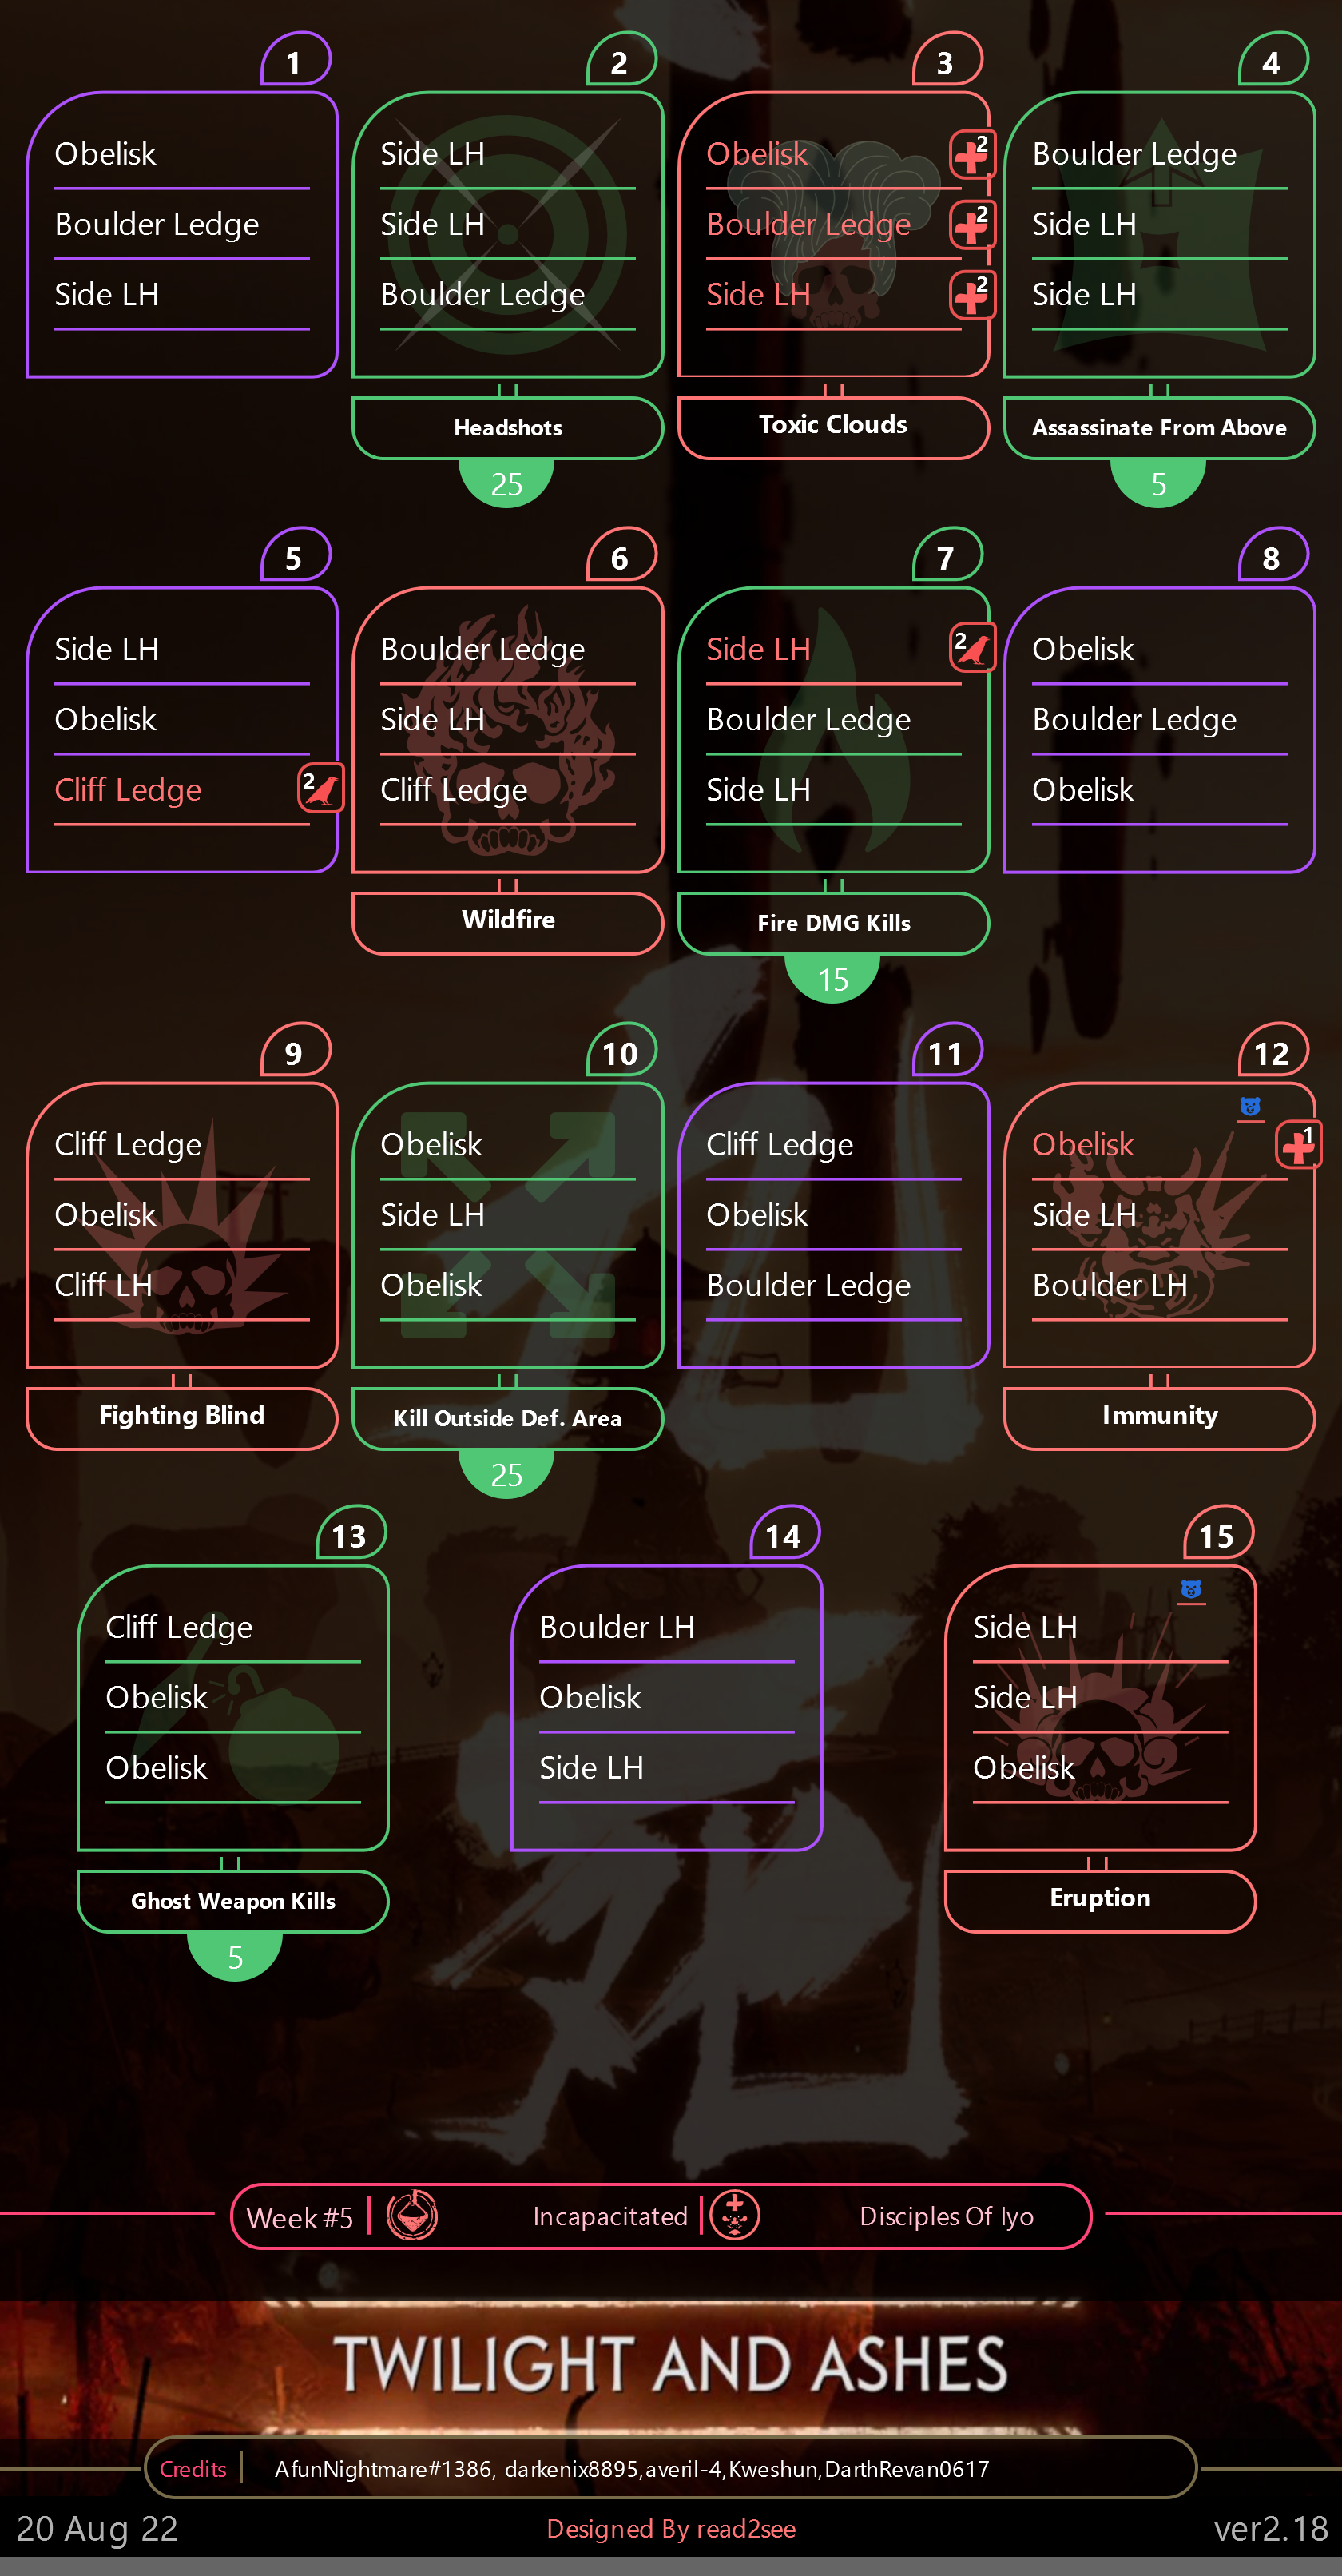 1
Obelisk
Boulder Ledge
Side LH
2
Side LH
Side LH
Boulder Ledge
Headshots
25
3
Obelisk
2
Boulder Ledge
2
Side LH
2
Toxic Clouds
4
Boulder Ledge
Side LH
Side LH
Assassinate From Above
5
5
Side LH
Obelisk
Cliff Ledge
2
6
Boulder Ledge
Side LH
Cliff Ledge
Wildfire
7
Side LH
2
Boulder Ledge
Side LH
Fire DMG Kills
15
8
Obelisk
Boulder Ledge
Obelisk
9
Cliff Ledge
Obelisk
Cliff LH
Fighting Blind
10
Obelisk
Side LH
Obelisk
Kill Outside Def. Area
25
11
Cliff Ledge
Obelisk
Boulder Ledge
12
Obelisk
1
Side LH
Boulder LH
Immunity
13
Cliff Ledge
Obelisk
Obelisk
Ghost Weapon Kills
5
14
Boulder LH
Obelisk
Side LH
15
Side LH
Side LH
Obelisk
Eruption
Week #5 Incapacitated Disciples Of Iyo
TWILIGHT AND ASHES
Credits AfunNightmare#1386, darkenix8895,averil-4,Kweshun,DarthRevan0617
20 Aug 22 Designed By read2see ver2.18